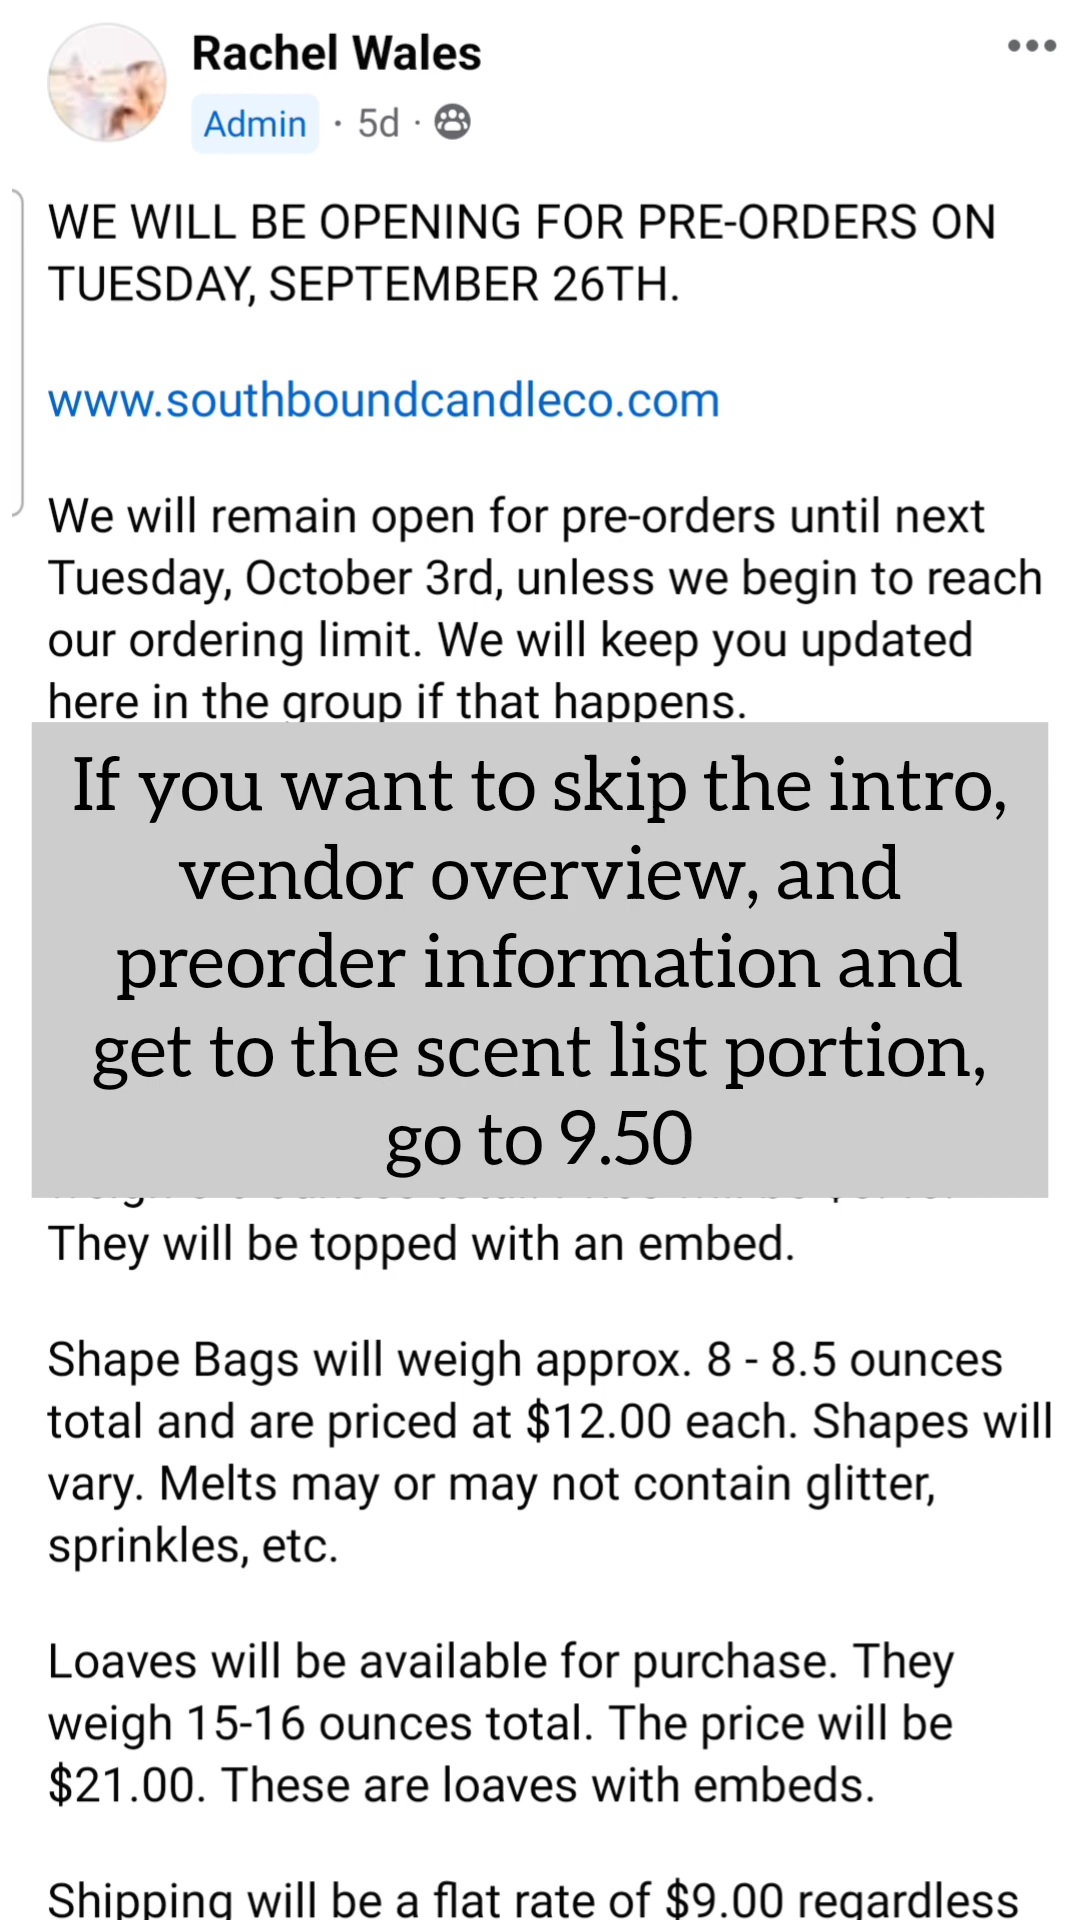 Rachel Wales
Admin · 5d ·
WE WILL BE OPENING FOR PRE-ORDERS ON
TUESDAY, SEPTEMBER 26TH.
www.southboundcandleco.com
We will remain open for pre-orders until next
Tuesday, October 3rd, unless we begin to reach
our ordering limit. We will keep you updated
here in the group if that happens.
If you want to skip the intro,
vendor overview, and
preorder information and
get to the scent list portion,
go to 9.50
They will be topped with an embed.
Shape Bags will weigh approx. 8 - 8.5 ounces
total and are priced at $12.00 each. Shapes will
vary. Melts may or may not contain glitter,
sprinkles, etc.
Loaves will be available for purchase. They
weigh 15-16 ounces total. The price will be
$21.00. These are loaves with embeds.
Shipping will be a flat rate of $9.00 regardless